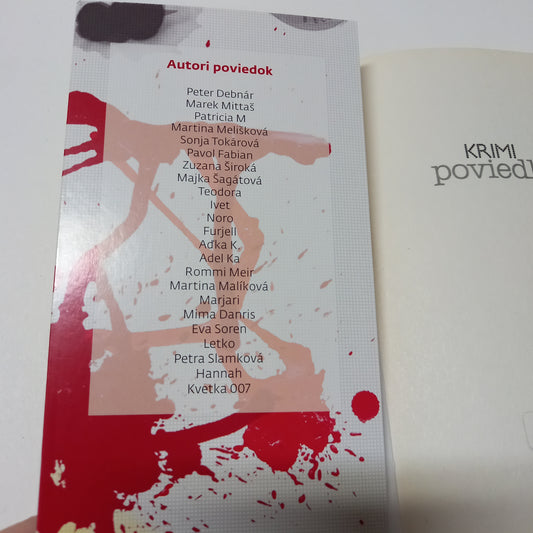 Autori poviedok
Peter Debnár
Marek Mittaš
Patricia M
Martina Melišková
Sonja Tokárová
Pavol Fabian
Zuzana Široká
Majka Šagátová
Teodora
Ivet
Noro
Furjell
Aďka K.
Adel Ka
Rommi Meir
Martina Malíková
Marjari
Mima Danris
Eva Soren
Letko
Petra Slamková
Hannah
Kvetka 007
KRIMI